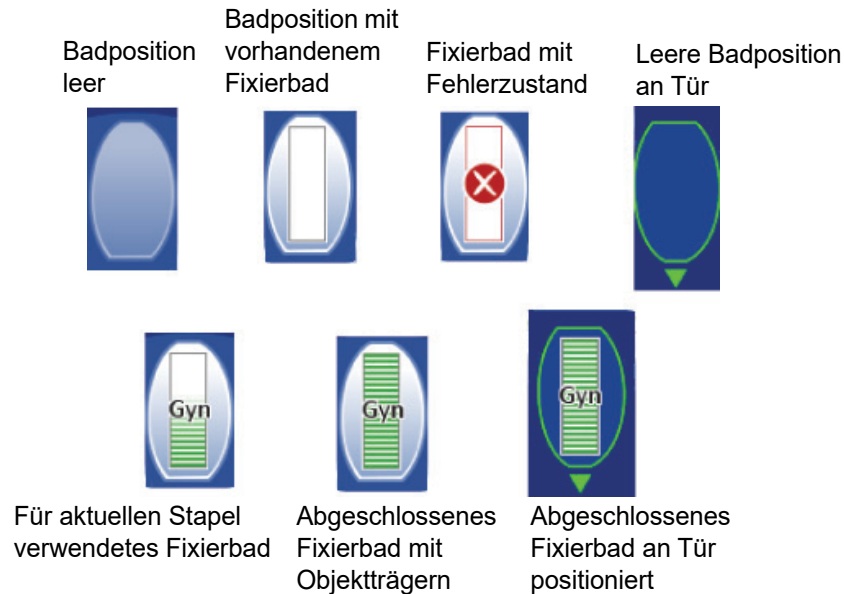 Badposition
leer
Badposition mit
vorhandenem
Fixierbad
Fixierbad mit
Fehlerzustand
Leere Badposition
an Tür
Gyn
Gyn
Gyn
Für aktuellen Stapel
verwendetes Fixierbad
Abgeschlossenes
Fixierbad mit
Objektträgern
Abgeschlossenes
Fixierbad an Tür
positioniert